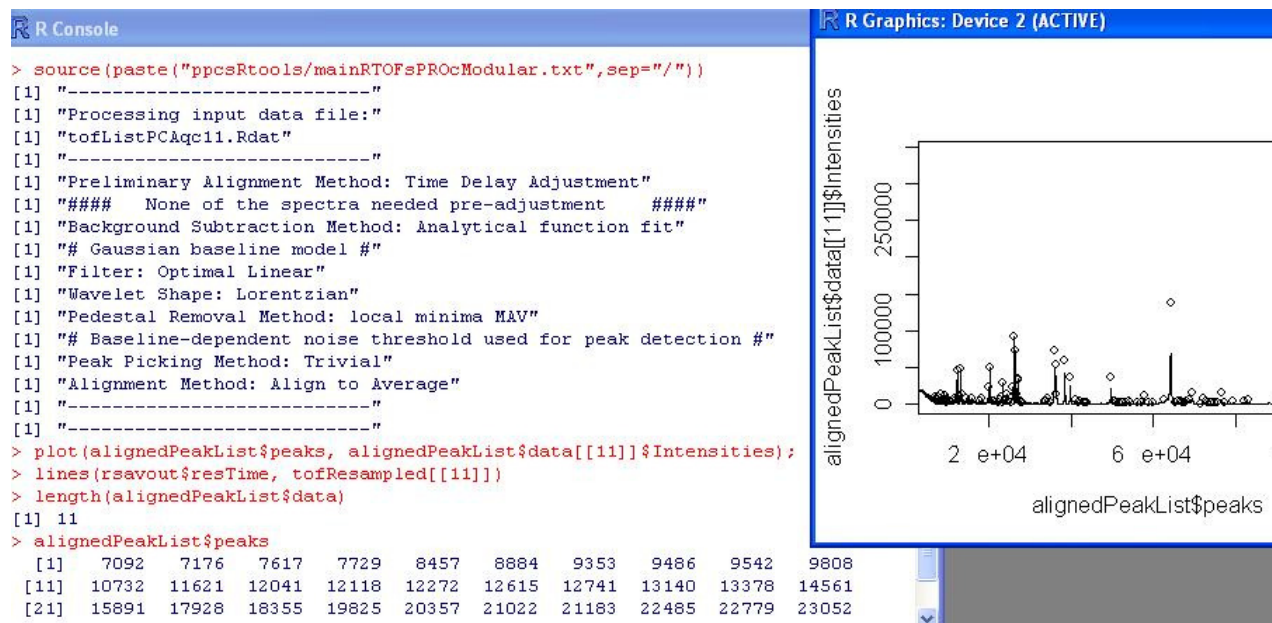 R Console
> source(paste("ppcsRtools/mainRTOFsPROcModular.txt",sep="/"))
[1] "----------------------------"
[1] "Processing input data file:"
[1] "tofListPCAqc11.Rdat"
[1] "----------------------------"
[1] "Preliminary Alignment Method: Time Delay Adjustment"
[1] "#### None of the spectra needed pre-adjustment ####"
[1] "Background Subtraction Method: Analytical function fit"
[1] "# Gaussian baseline model #"
[1] "Filter: Optimal Linear"
[1] "Wavelet Shape: Lorentzian"
[1] "Pedestal Removal Method: local minima MAV"
[1] "# Baseline-dependent noise threshold used for peak detection #"
[1] "Peak Picking Method: Trivial"
[1] "Alignment Method: Align to Average"
[1] "----------------------------"
[1] "----------------------------"
> plot(alignedPeakList$peaks, alignedPeakList$data[[11]]$Intensities);
> lines(rsavout$resTime, tofResampled[[11]])
> length(alignedPeakList$data)
[1] 11
> alignedPeakList$peaks
[1] 7092 7176 7617 7729 8457 8884 9353 9486 9542 9808
[11] 10732 11621 12041 12118 12272 12615 12741 13140 13378 14561
[21] 15891 17928 18355 19825 20357 21022 21183 22485 22779 23052
R Graphics: Device 2 (ACTIVE)
alignedPeakList$data[[11]]$Intensities
250000
100000
0
2 e+04 6 e+04
alignedPeakList$peaks